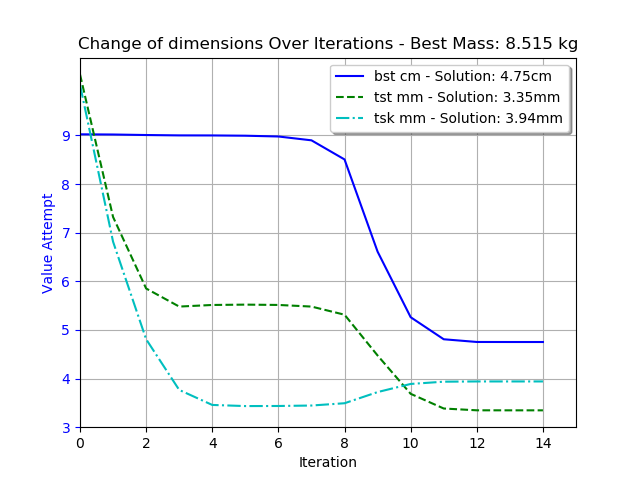 Change of dimensions Over Iterations - Best Mass: 8.515 kg
bst cm - Solution: 4.75cm
tst mm - Solution: 3.35mm
tsk mm - Solution: 3.94mm
Value Attempt
9
8
7
6
5
4
3
0 2 4 6 8 10 12 14
Iteration